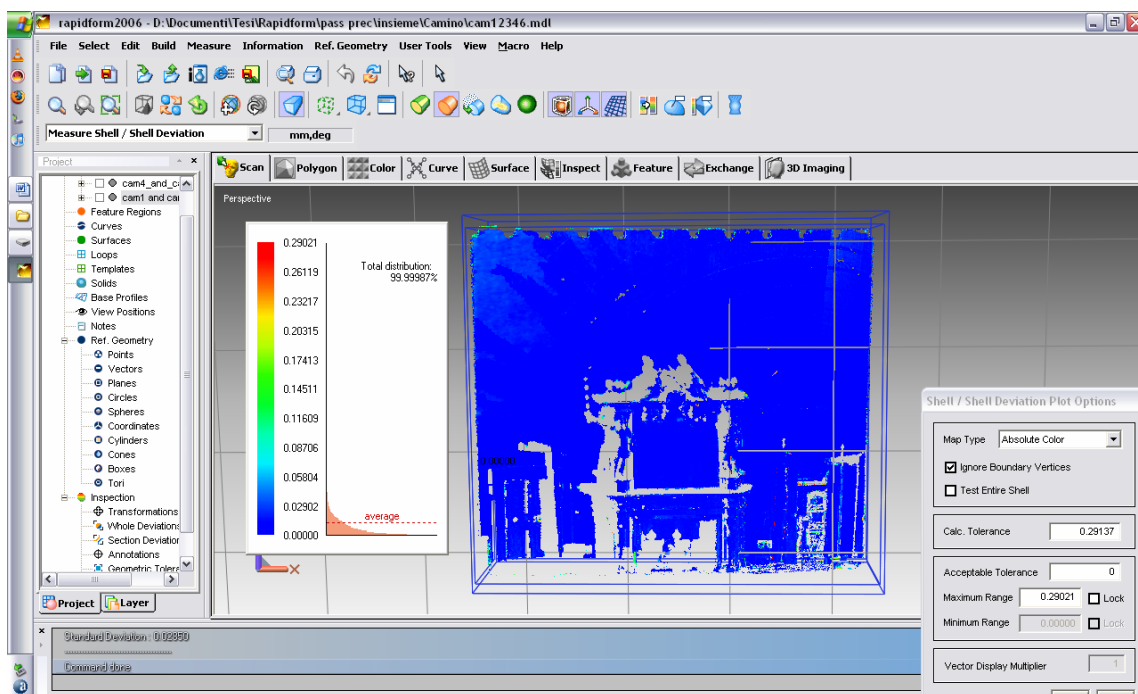 rapidform2006 - D:\Documenti\Tesi\Rapidform\pass prec\insieme\Camino\cam12346.mdl
File Select Edit Build Measure Information Ref. Geometry User Tools View Macro Help
Measure Shell / Shell Deviation
mm,deg
Project
cam4_and_c
cam1 and car
Feature Regions
Curves
Surfaces
Loops
Templates
Solids
Base Profiles
View Positions
Notes
Ref. Geometry
Points
Vectors
Planes
Circles
Spheres
Coordinates
Cylinders
Cones
Boxes
Tori
Inspection
Transformations
Whole Deviations
Section Deviation
Annotations
Geometric Tolera
Project Layer
Scan Polygon Color Curve Surface Inspect Feature Exchange 3D Imaging
Perspective
0.29021
0.26119
0.23217
0.20315
0.17413
0.14511
0.11609
0.08706
0.05804
0.02902
0.00000
Total distribution:
99.99987%
average
0.00000
X
Shell / Shell Deviation Plot Options
Map Type Absolute Color
Ignore Boundary Vertices
Test Entire Shell
Calc. Tolerance 0.29137
Acceptable Tolerance 0
Maximum Range 0.29021 Lock
Minimum Range 0.00000 Lock
Vector Display Multiplier 1
Standard Deviation : 0.02850
Command done